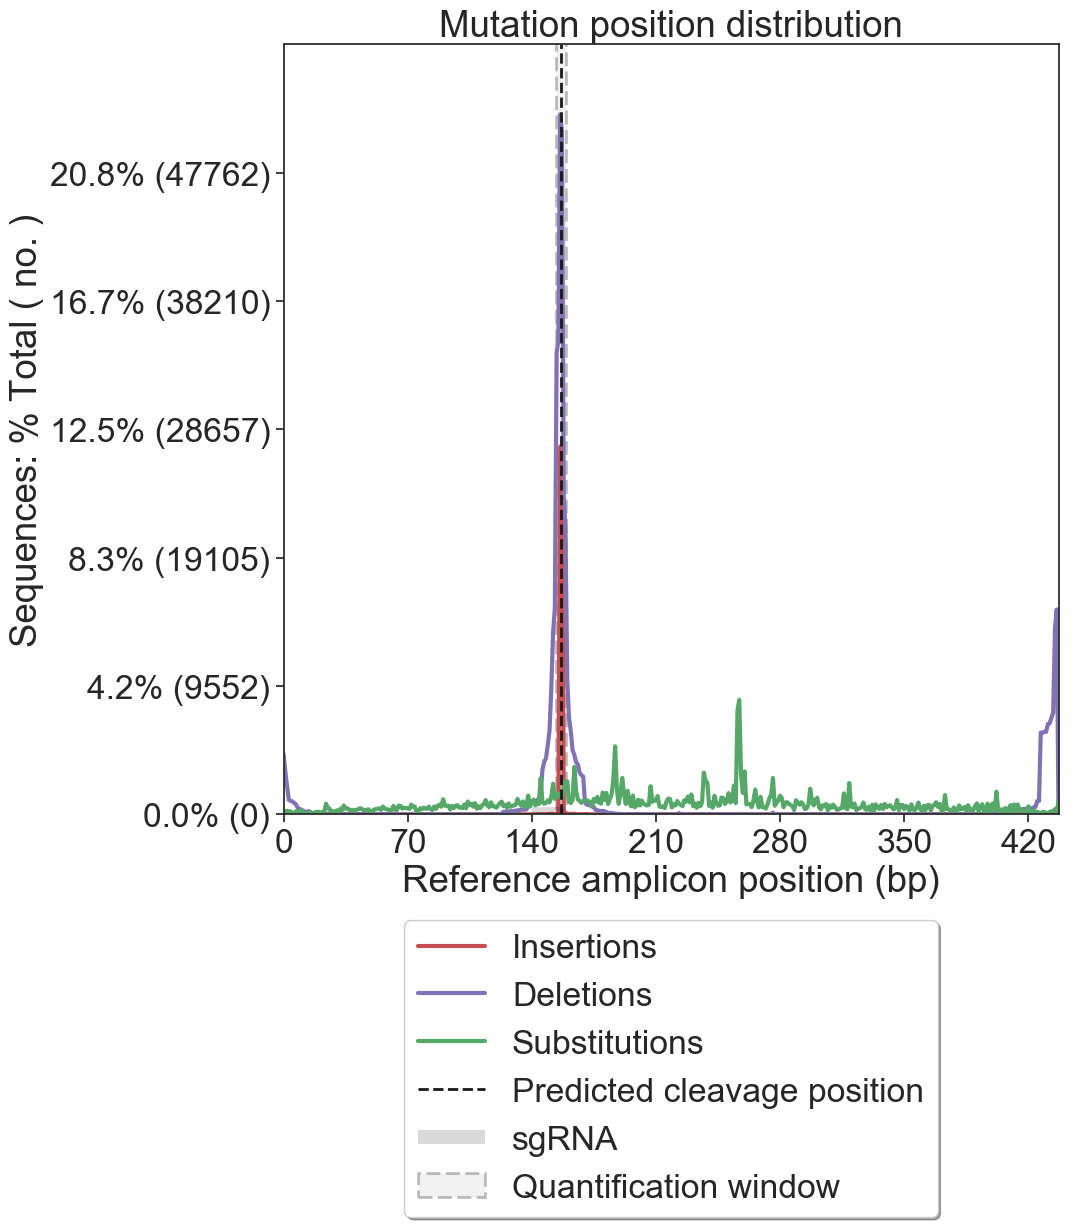 Mutation position distribution
Sequences: % Total ( no. )
20.8% (47762)
16.7% (38210)
12.5% (28657)
8.3% (19105)
4.2% (9552)
0.0% (0)
0 70 140 210 280 350 420
Reference amplicon position (bp)
Insertions
Deletions
Substitutions
Predicted cleavage position
sgRNA
Quantification window